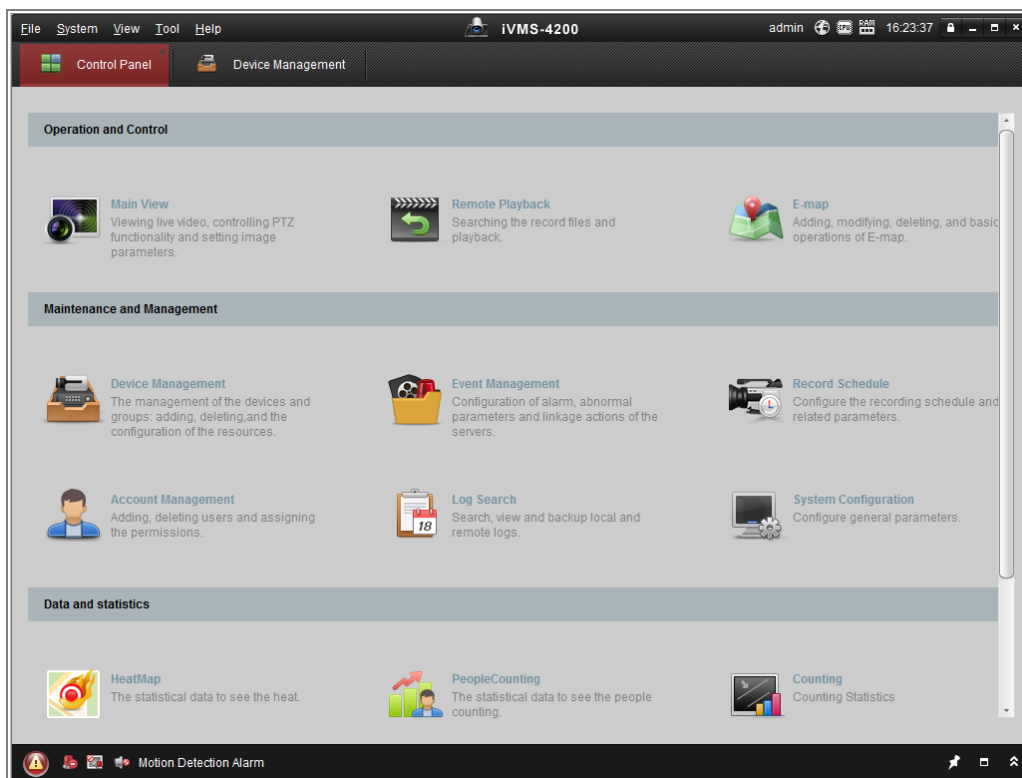 File System View Tool Help iVMS-4200 admin CPU RAM 16:23:37
Control Panel Device Management
Operation and Control
Main View
Viewing live video, controlling PTZ
functionality and setting image
parameters.
Remote Playback
Searching the record files and
playback.
E-map
Adding, modifying, deleting, and basic
operations of E-map.
Maintenance and Management
Device Management
The management of the devices and
groups: adding, deleting,and the
configuration of the resources.
Event Management
Configuration of alarm, abnormal
parameters and linkage actions of the
servers.
Record Schedule
Configure the recording schedule and
related parameters.
Account Management
Adding, deleting users and assigning
the permissions.
18
Log Search
Search, view and backup local and
remote logs.
System Configuration
Configure general parameters.
Data and statistics
HeatMap
The statistical data to see the heat.
PeopleCounting
The statistical data to see the people
counting.
Counting
Counting Statistics
Motion Detection Alarm